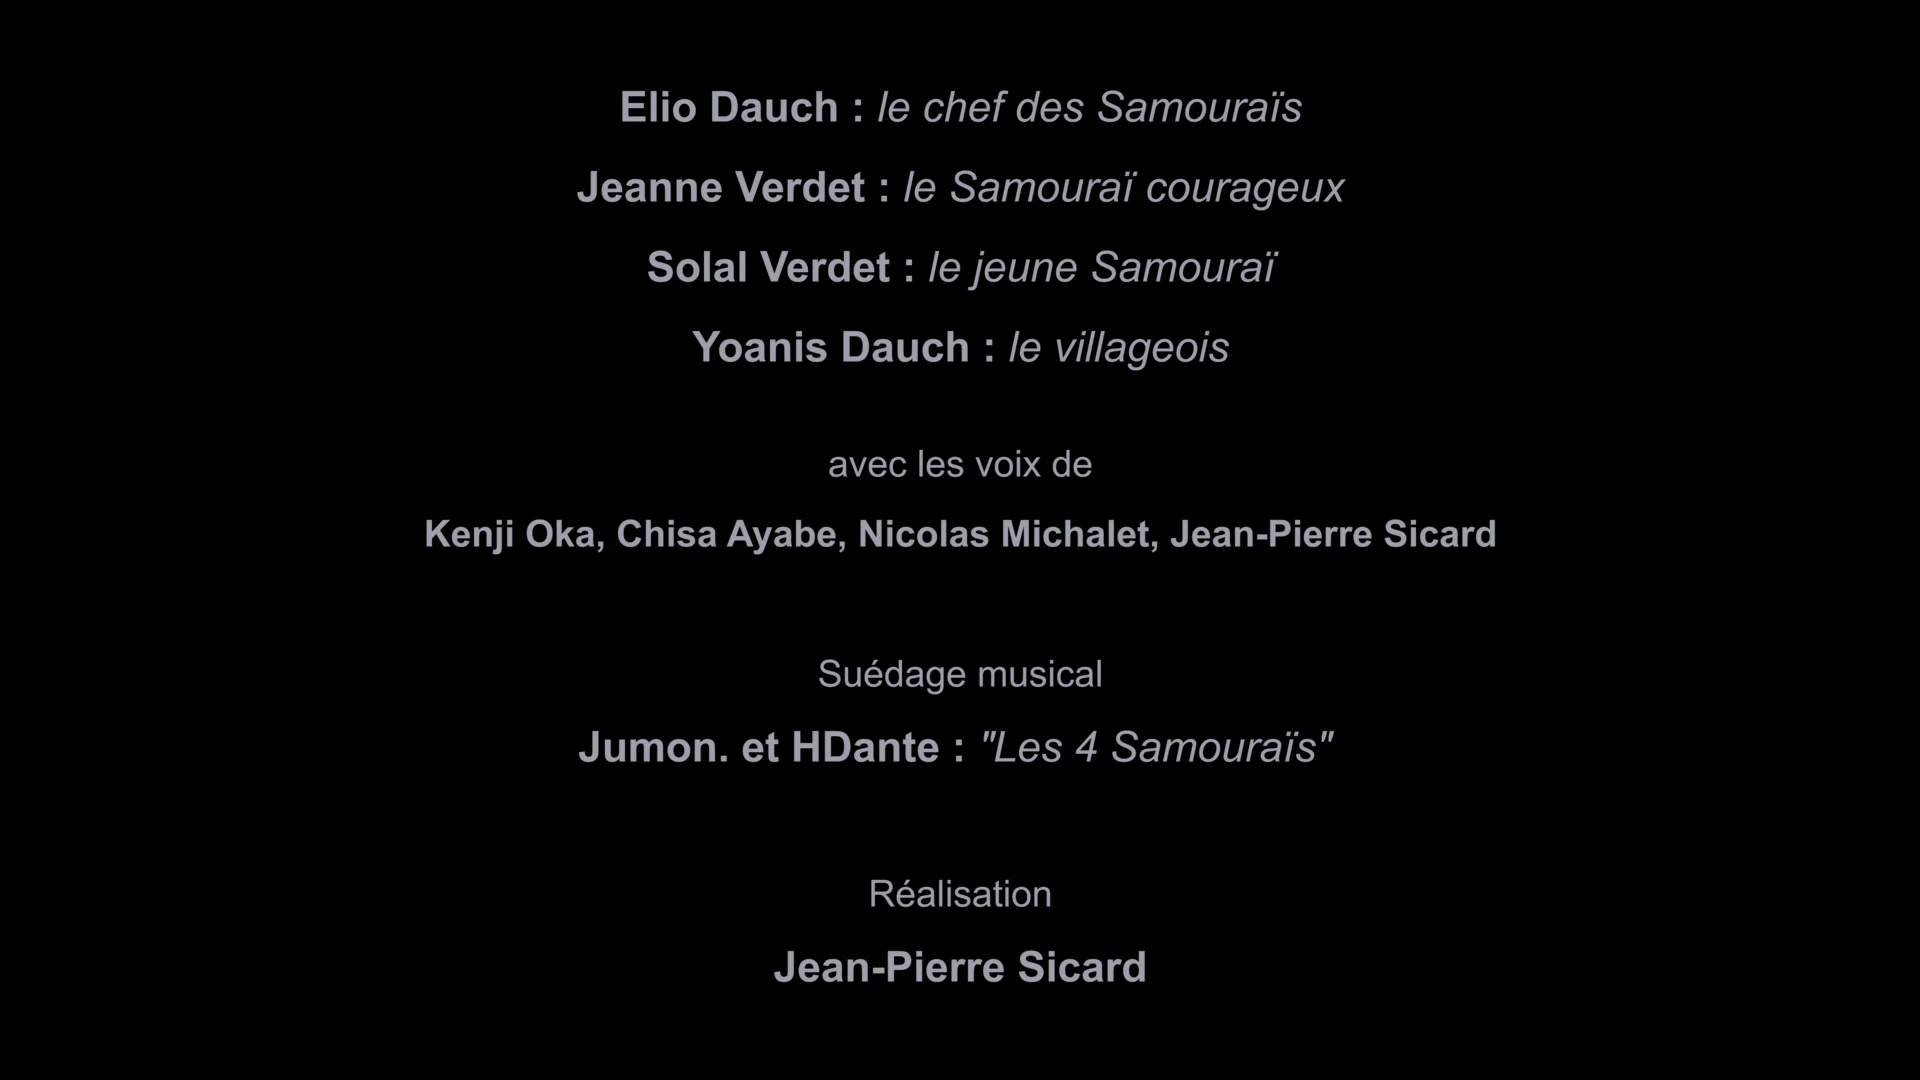 Elio Dauch : le chef des Samouraïs
Jeanne Verdet : le Samouraï courageux
Solal Verdet : le jeune Samouraï
Yoanis Dauch : le villageois
avec les voix de
Kenji Oka, Chisa Ayabe, Nicolas Michalet, Jean-Pierre Sicard
Suédage musical
Jumon. et HDante : "Les 4 Samouraïs"
Réalisation
Jean-Pierre Sicard